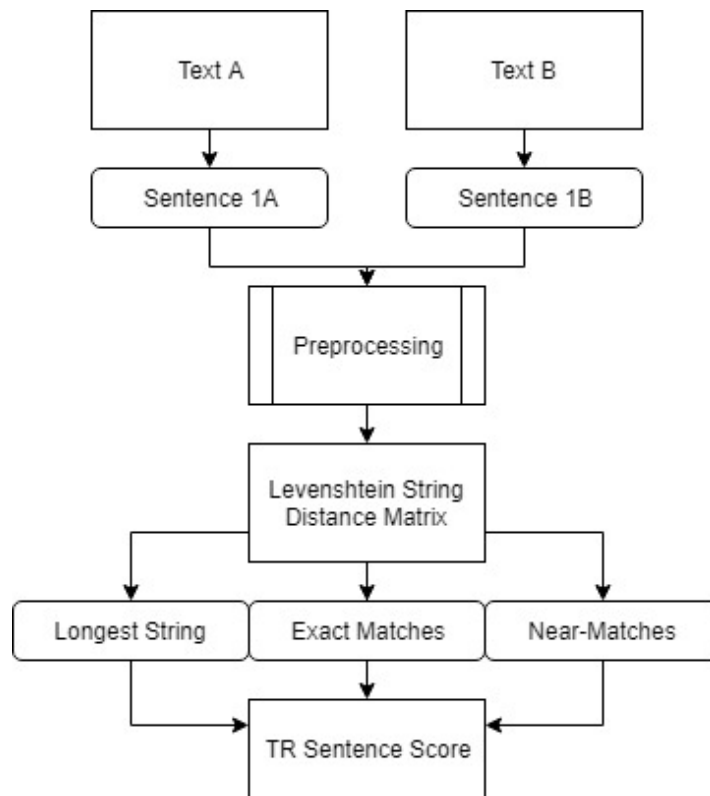 Text A
Text B
Sentence 1A
Sentence 1B
Preprocessing
Levenshtein String
Distance Matrix
Longest String
Exact Matches
Near-Matches
TR Sentence Score